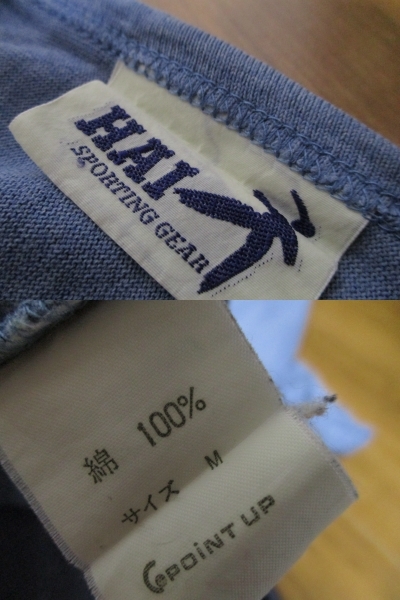 HAI
SPORTING GEAR
綿 100%
サイズ M
POINT UP